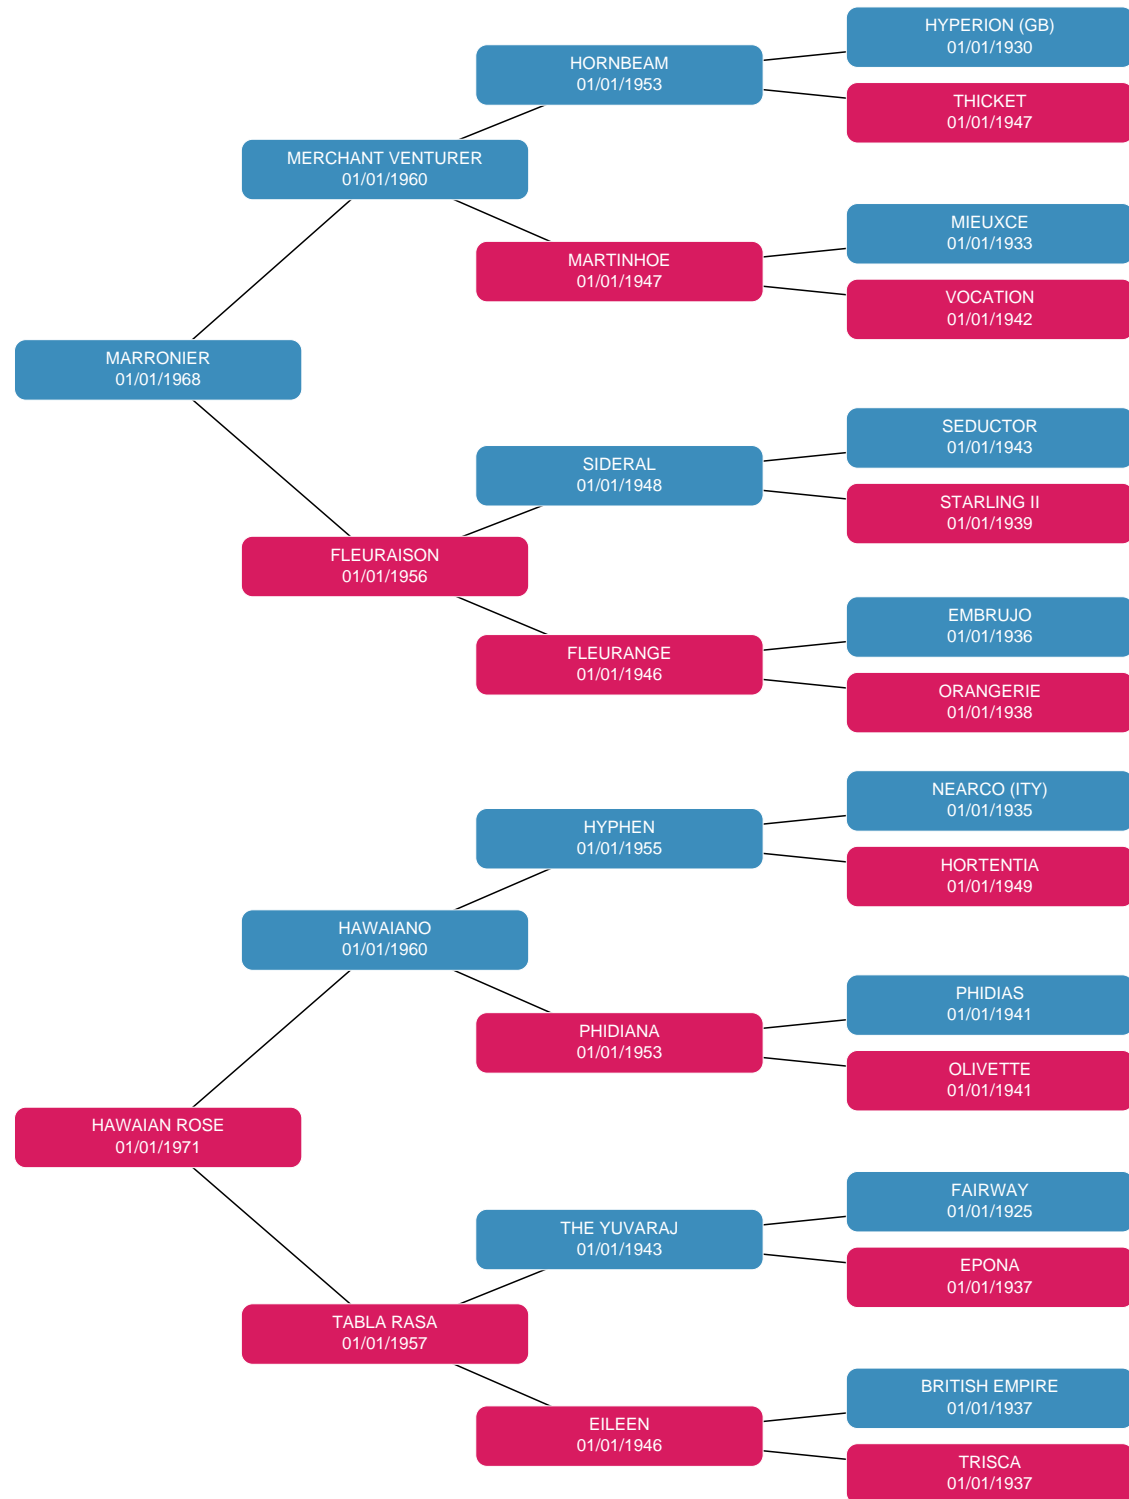 HYPERION (GB)
01/01/1930
HORNBEAM
01/01/1953
THICKET
01/01/1947
MERCHANT VENTURER
01/01/1960
MIEUXCE
01/01/1933
MARTINHOE
01/01/1947
VOCATION
01/01/1942
MARRONIER
01/01/1968
SEDUCTOR
01/01/1943
SIDERAL
01/01/1948
STARLING II
01/01/1939
FLEURAISON
01/01/1956
EMBRUJO
01/01/1936
FLEURANGE
01/01/1946
ORANGERIE
01/01/1938
NEARCO (ITY)
01/01/1935
HYPHEN
01/01/1955
HORTENTIA
01/01/1949
HAWAIANO
01/01/1960
PHIDIAS
01/01/1941
PHIDIANA
01/01/1953
OLIVETTE
01/01/1941
HAWAIAN ROSE
01/01/1971
FAIRWAY
01/01/1925
THE YUVARAJ
01/01/1943
EPONA
01/01/1937
TABLA RASA
01/01/1957
BRITISH EMPIRE
01/01/1937
EILEEN
01/01/1946
TRISCA
01/01/1937